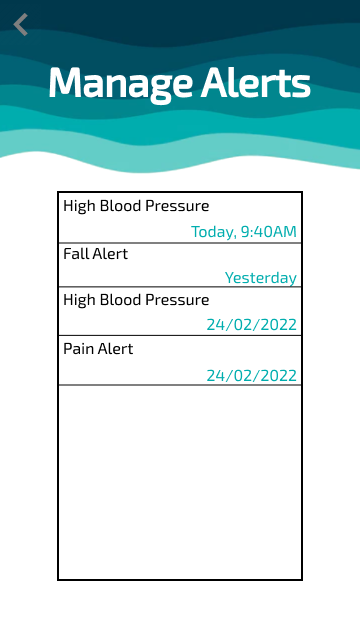 Manage Alerts
High Blood Pressure
Today, 9:40AM
Fall Alert
Yesterday
High Blood Pressure
24/02/2022
Pain Alert
24/02/2022